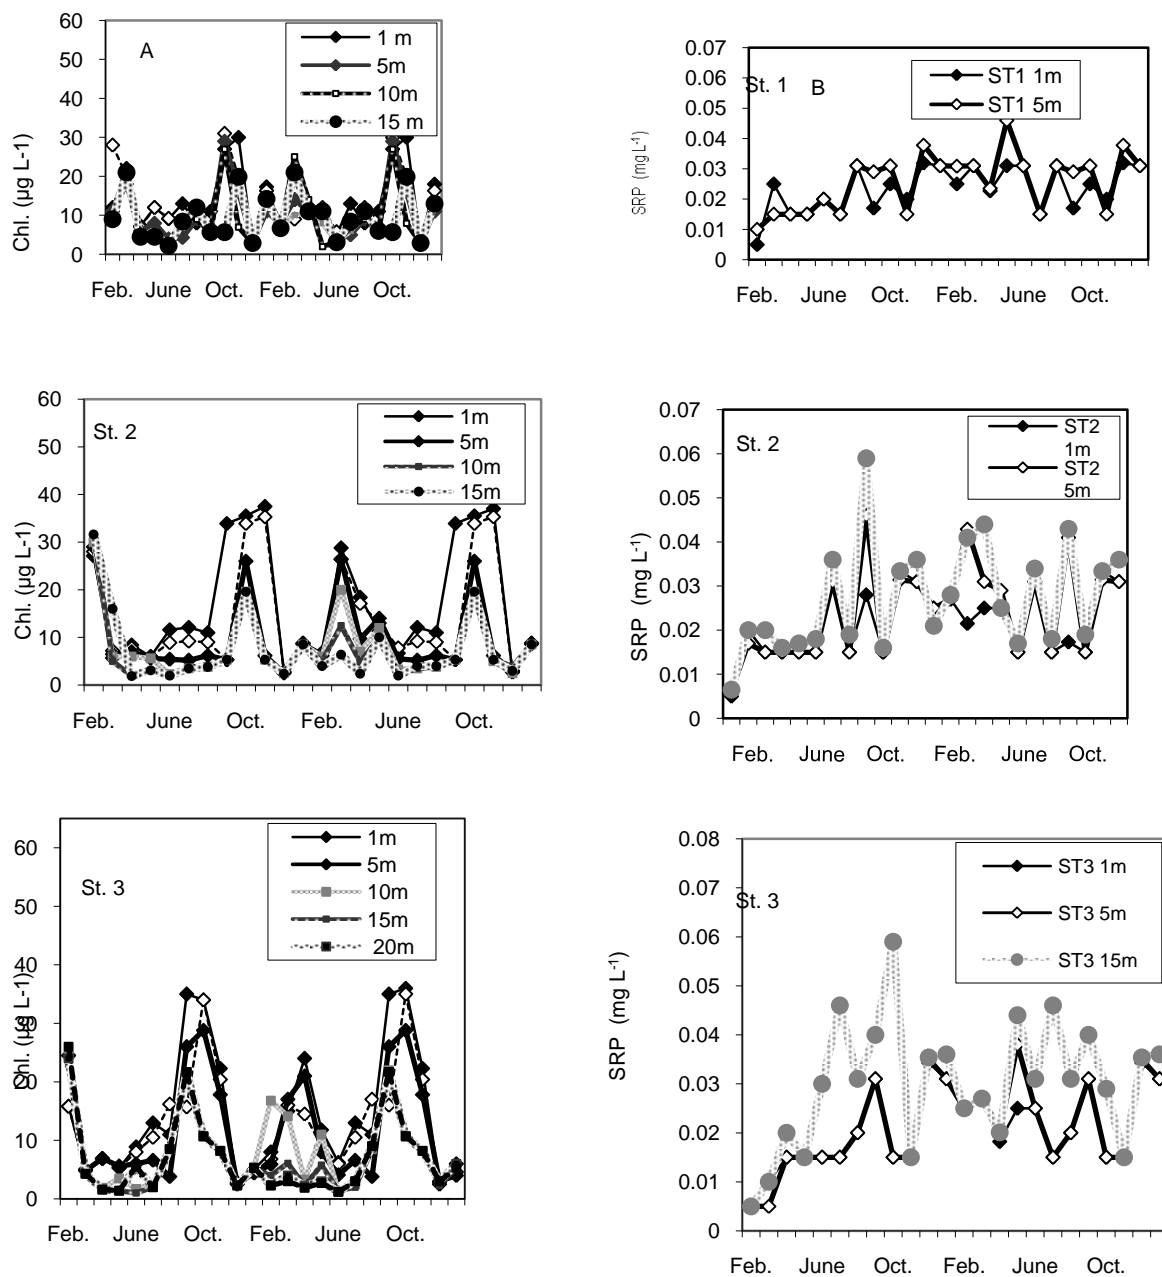 60
50
40
30
20
10
0
Chl. (µg L-1)
A
1 m
5m
10m
15 m
Feb. June Oct. Feb. June Oct.
0.07
0.06
0.05
0.04
0.03
0.02
0.01
0
SRP (mg L-1)
St. 1 B
ST1 1m
ST1 5m
Feb. June Oct. Feb. June Oct.
60
50
40
30
20
10
0
Chl. (µg L-1)
St. 2
1m
5m
10m
15m
Feb. June Oct. Feb. June Oct.
0.07
0.06
0.05
0.04
0.03
0.02
0.01
0
SRP (mg L-1)
St. 2
ST2
1m
ST2
5m
Feb. June Oct. Feb. June Oct.
60
50
40
30
20
10
0
Chl. (µg L-1)
St. 3
1m
5m
10m
15m
20m
Feb. June Oct. Feb. June Oct.
0.08
0.07
0.06
0.05
0.04
0.03
0.02
0.01
0
SRP (mg L-1)
St. 3
ST3 1m
ST3 5m
ST3 15m
Feb. June Oct. Feb. June Oct.